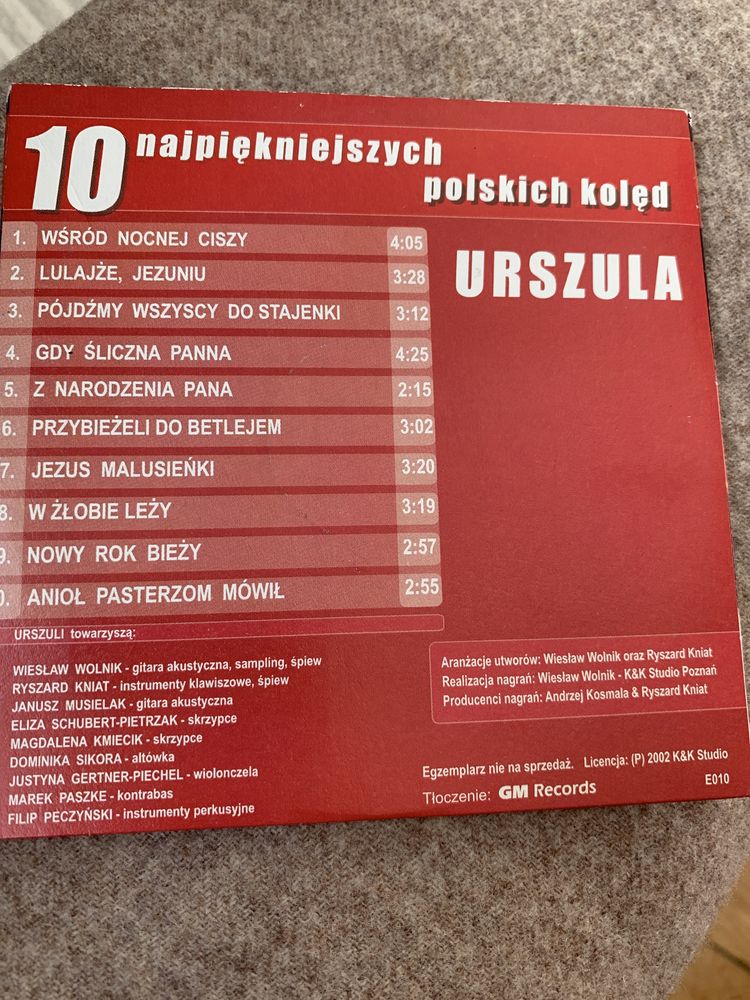 10 najpiękniejszych
polskich kolęd
URSZULA
1. WŚRÓD NOCNEJ CISZY 4:05
2. LULAJŻE, JEZUNIU 3:28
3. PÓJDŹMY WSZYSCY DO STAJENKI 3:12
4. GDY ŚLICZNA PANNA 4:25
5. Z NARODZENIA PANA 2:15
6. PRZYBIEŻELI DO BETLEJEM 3:02
7. JEZUS MALUSIEŃKI 3:20
8. W ŻŁOBIE LEŻY 3:19
9. NOWY ROK BIEŻY 2:57
0. ANIOŁ PASTERZOM MÓWIŁ 2:55
URSZULI towarzyszą:
WIESŁAW WOLNIK - gitara akustyczna, sampling, śpiew
RYSZARD KNIAT - instrumenty klawiszowe, śpiew
JANUSZ MUSIELAK - gitara akustyczna
ELIZA SCHUBERT-PIETRZAK - skrzypce
MAGDALENA KMIECIK - skrzypce
DOMINIKA SIKORA - altówka
JUSTYNA GERTNER-PIECHEL - wiolonczela
MAREK PASZKE - kontrabas
FILIP PECZYŃSKI - instrumenty perkusyjne
Aranżacje utworów: Wiesław Wolnik oraz Ryszard Kniat
Realizacja nagrań: Wiesław Wolnik - K&K Studio Poznań
Producenci nagrań: Andrzej Kosmala & Ryszard Kniat
Egzemplarz nie na sprzedaż. Licencja: (P) 2002 K&K Studio
Tłoczenie: GM Records E010